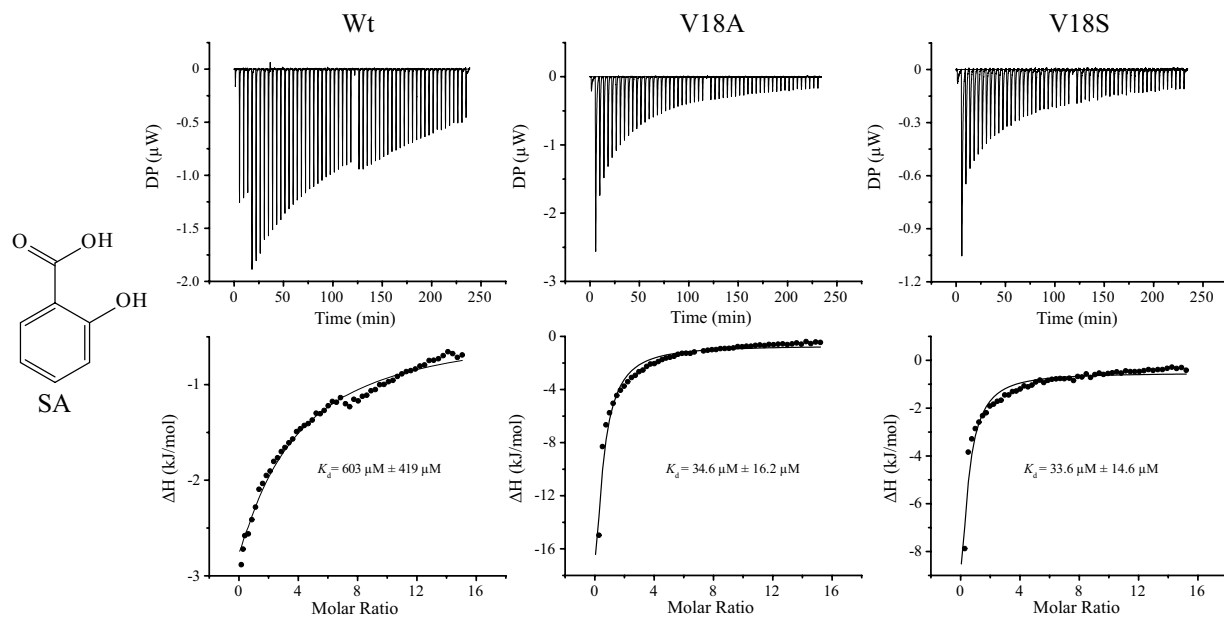 Wt
V18A
V18S
0
-0.5
-1.0
-1.5
-2.0
DP (µW)
0 50 100 150 200 250
Time (min)
0
-1
-2
-3
DP (µW)
0 50 100 150 200 250
Time (min)
0
-0.3
-0.6
-0.9
-1.2
DP (µW)
0 50 100 150 200 250
Time (min)
O
OH
OH
SA
-1
-2
-3
ΔH (kJ/mol)
Kd = 603 µM ± 419 µM
0 4 8 12 16
Molar Ratio
0
-4
-8
-12
-16
ΔH (kJ/mol)
Kd = 34.6 µM ± 16.2 µM
0 4 8 12 16
Molar Ratio
0
-2
-4
-6
-8
ΔH (kJ/mol)
Kd = 33.6 µM ± 14.6 µM
0 4 8 12 16
Molar Ratio